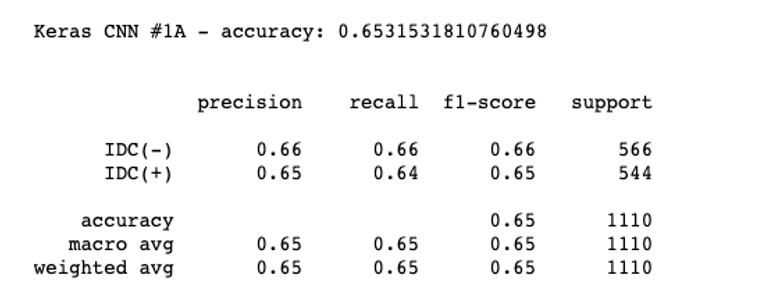 Keras CNN #1A - accuracy: 0.6531531810760498
precision recall f1-score support
IDC(-) 0.66 0.66 0.66 566
IDC(+) 0.65 0.64 0.65 544
accuracy 0.65 1110
macro avg 0.65 0.65 0.65 1110
weighted avg 0.65 0.65 0.65 1110